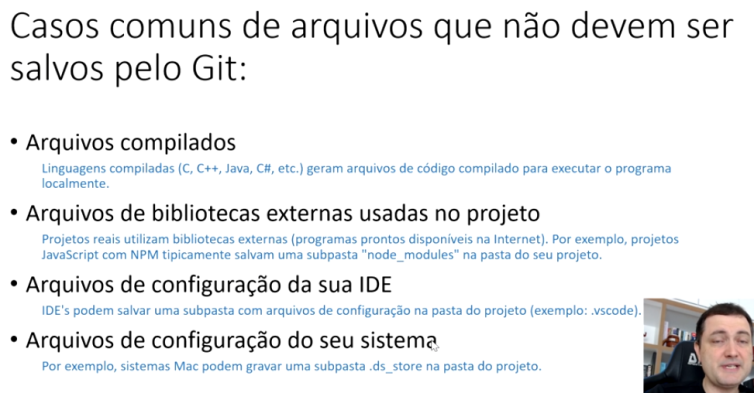 Casos comuns de arquivos que não devem ser
salvos pelo Git:
• Arquivos compilados
Linguagens compiladas (C, C++, Java, C#, etc.) geram arquivos de código compilado para executar o programa
localmente.
• Arquivos de bibliotecas externas usadas no projeto
Projetos reais utilizam bibliotecas externas (programas prontos disponíveis na Internet). Por exemplo, projetos
JavaScript com NPM tipicamente salvam uma subpasta "node_modules" na pasta do seu projeto.
• Arquivos de configuração da sua IDE
IDE's podem salvar uma subpasta com arquivos de configuração na pasta do projeto (exemplo: .vscode).
• Arquivos de configuração do seu sistema
Por exemplo, sistemas Mac podem gravar uma subpasta .ds_store na pasta do projeto.